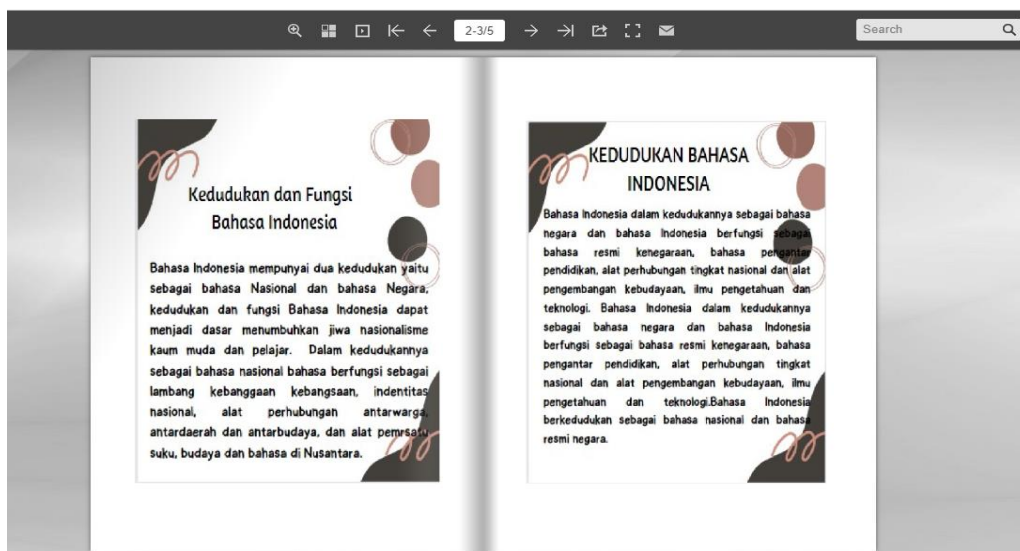 2-3/5
Search
Kedudukan dan Fungsi
Bahasa Indonesia
Bahasa Indonesia mempunyai dua kedudukan yaitu
sebagai bahasa Nasional dan bahasa Negara,
kedudukan dan fungsi Bahasa Indonesia dapat
menjadi dasar menumbuhkan jiwa nasionalisme
kaum muda dan pelajar. Dalam kedudukannya
sebagai bahasa nasional bahasa berfungsi sebagai
lambang kebanggaan kebangsaan, indentitas
nasional, alat perhubungan antarwarga,
antardaerah dan antarbudaya, dan alat pemrsatu
suku, budaya dan bahasa di Nusantara.
KEDUDUKAN BAHASA
INDONESIA
Bahasa Indonesia dalam kedudukannya sebagai bahasa
negara dan bahasa Indonesia berfungsi sebagai
bahasa resmi kenegaraan, bahasa pengantar
pendidikan, alat perhubungan tingkat nasional dan alat
pengembangan kebudayaan, ilmu pengetahuan dan
teknologi. Bahasa Indonesia dalam kedudukannya
sebagai bahasa negara dan bahasa Indonesia
berfungsi sebagai bahasa resmi kenegaraan, bahasa
pengantar pendidikan, alat perhubungan tingkat
nasional dan alat pengembangan kebudayaan, ilmu
pengetahuan dan teknologi.Bahasa Indonesia
berkedudukan sebagai bahasa nasional dan bahasa
resmi negara.